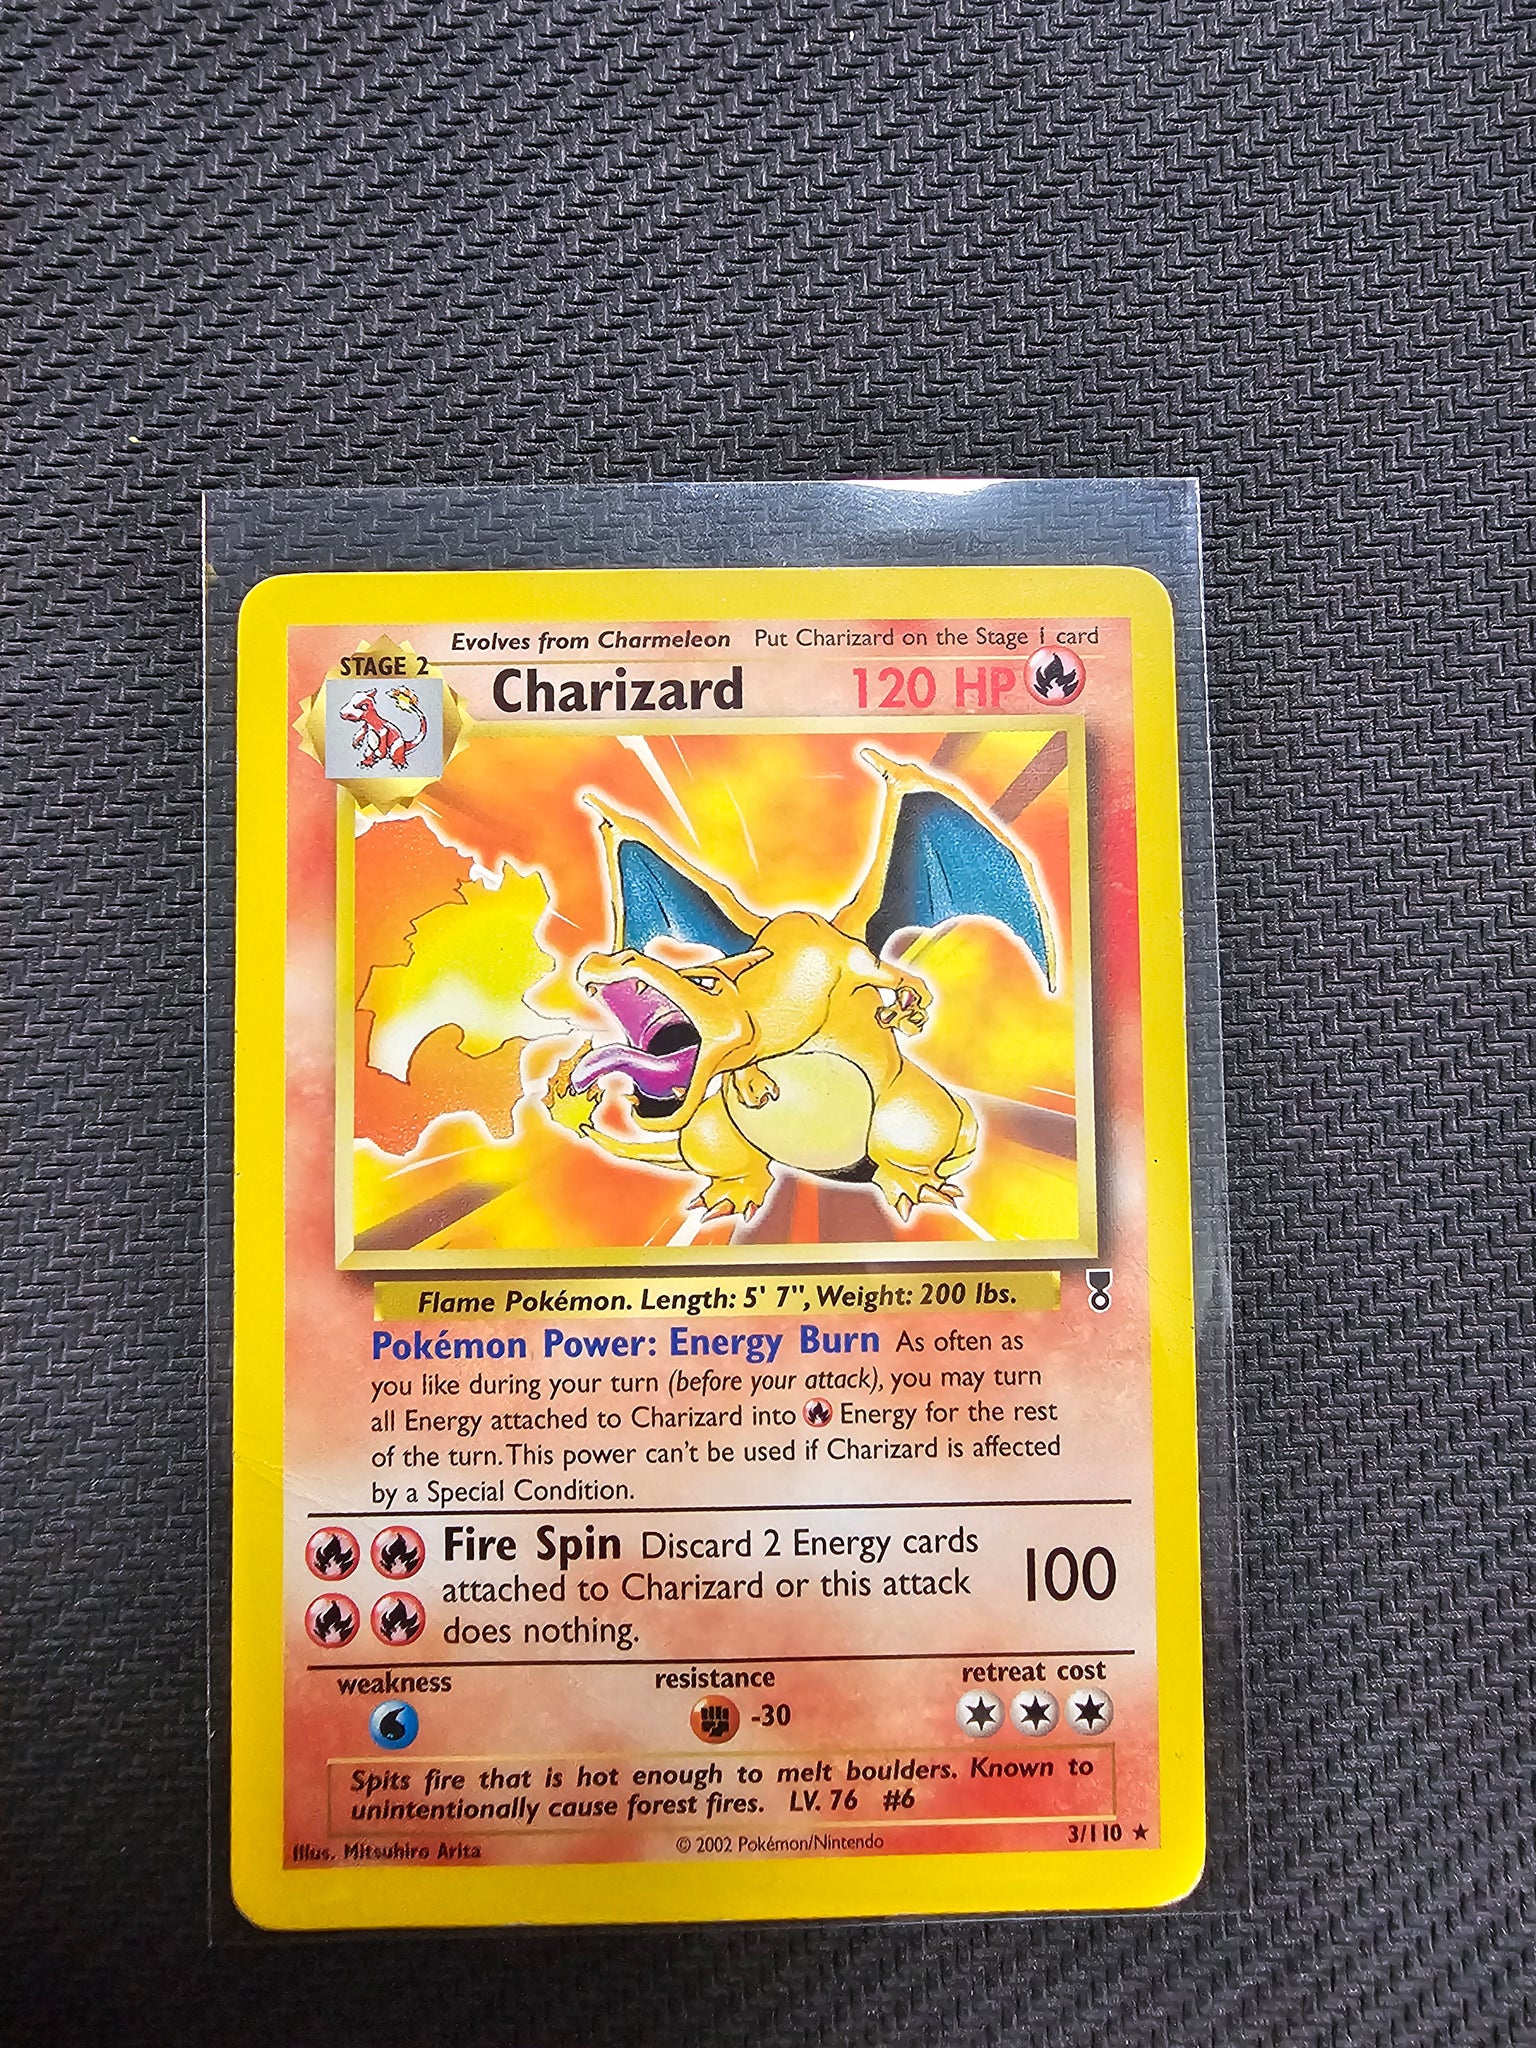 Evolves from Charmeleon Put Charizard on the Stage 1 card
STAGE 2
Charizard 120 HP
Flame Pokémon. Length: 5' 7", Weight: 200 lbs.
Pokémon Power: Energy Burn As often as
you like during your turn (before your attack), you may turn
all Energy attached to Charizard into Energy for the rest
of the turn. This power can't be used if Charizard is affected
by a Special Condition.
Fire Spin Discard 2 Energy cards
attached to Charizard or this attack 100
does nothing.
weakness resistance retreat cost
-30
Spits fire that is hot enough to melt boulders. Known to
unintentionally cause forest fires. LV. 76 #6
Illus. Mitsuhiro Arita © 2002 Pokémon/Nintendo 3/110 ★